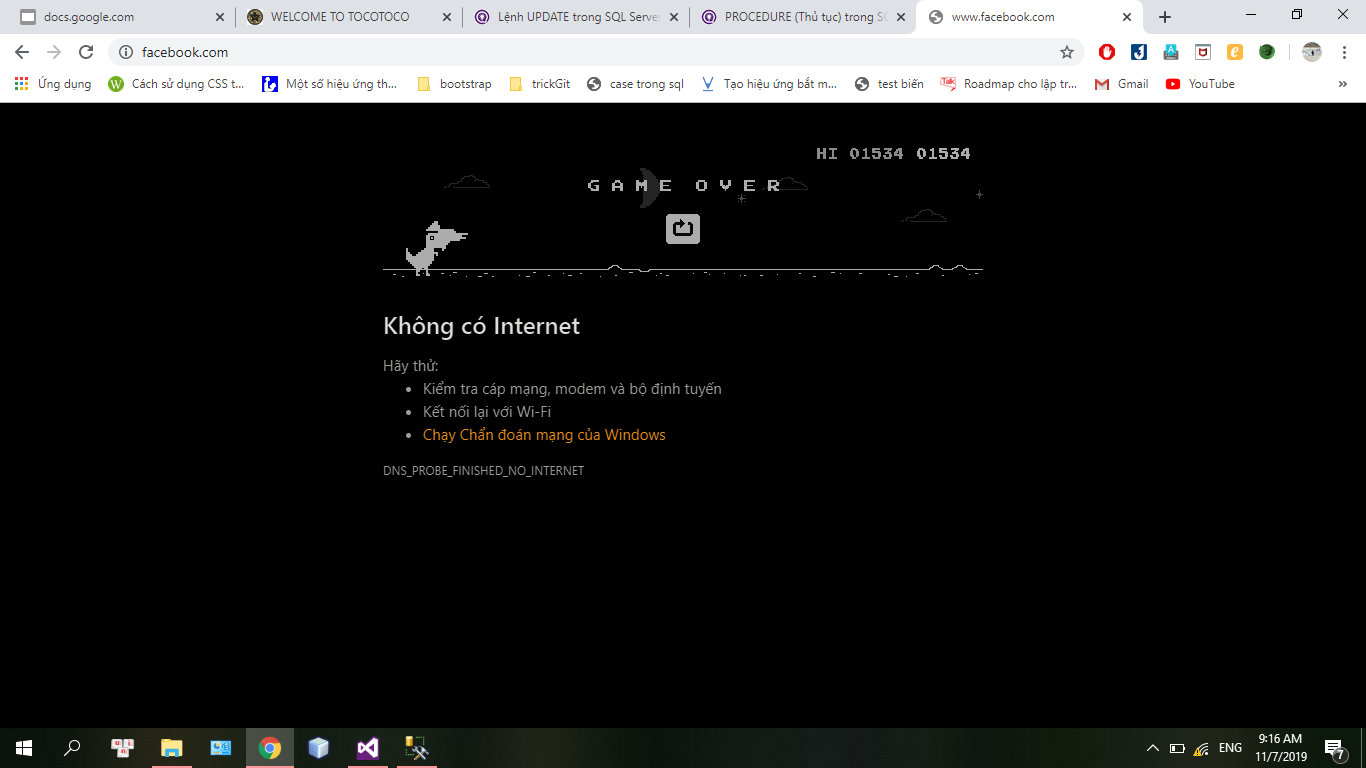 docs.google.com
WELCOME TO TOCOTOCO
Lệnh UPDATE trong SQL Server
PROCEDURE (Thủ tục) trong SQ
www.facebook.com
facebook.com
Ứng dụng
Cách sử dụng CSS t...
Một số hiệu ứng th...
bootstrap
trickGit
case trong sql
Tạo hiệu ứng bắt m...
test biến
Roadmap cho lập tr...
Gmail
YouTube
HI 01534 01534
GAME OVER
Không có Internet
Hãy thử:
Kiểm tra cáp mạng, modem và bộ định tuyến
Kết nối lại với Wi-Fi
Chạy Chẩn đoán mạng của Windows
DNS_PROBE_FINISHED_NO_INTERNET
ENG
9:16 AM
11/7/2019
7